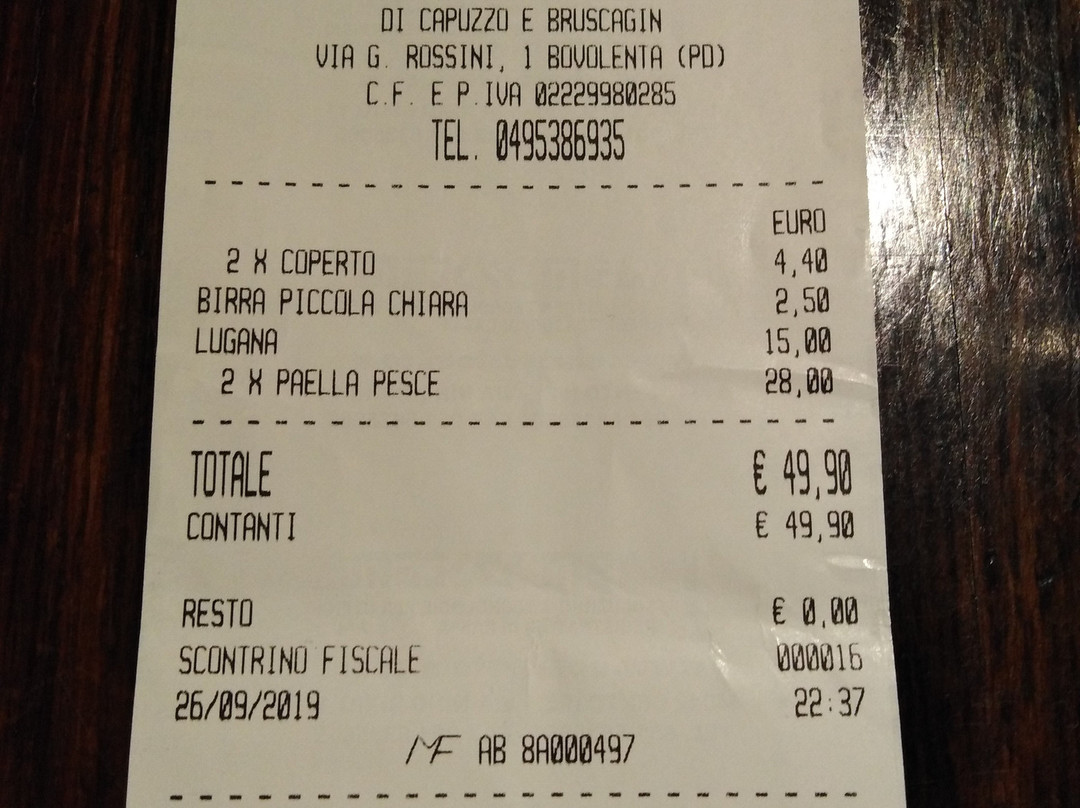 DI CAPUZZO E BRUSCAGIN
VIA G. ROSSINI, 1 BOVOLENTA (PD)
C.F. E P.IVA 02229980285
TEL. 0495386935
EURO
2 X COPERTO 4,40
BIRRA PICCOLA CHIARA 2,50
LUGANA 15,00
2 X PAELLA PESCE 28,00
TOTALE € 49,90
CONTANTI € 49,90
RESTO € 0,00
SCONTRINO FISCALE 000016
26/09/2019 22:37
MF AB 8A000497